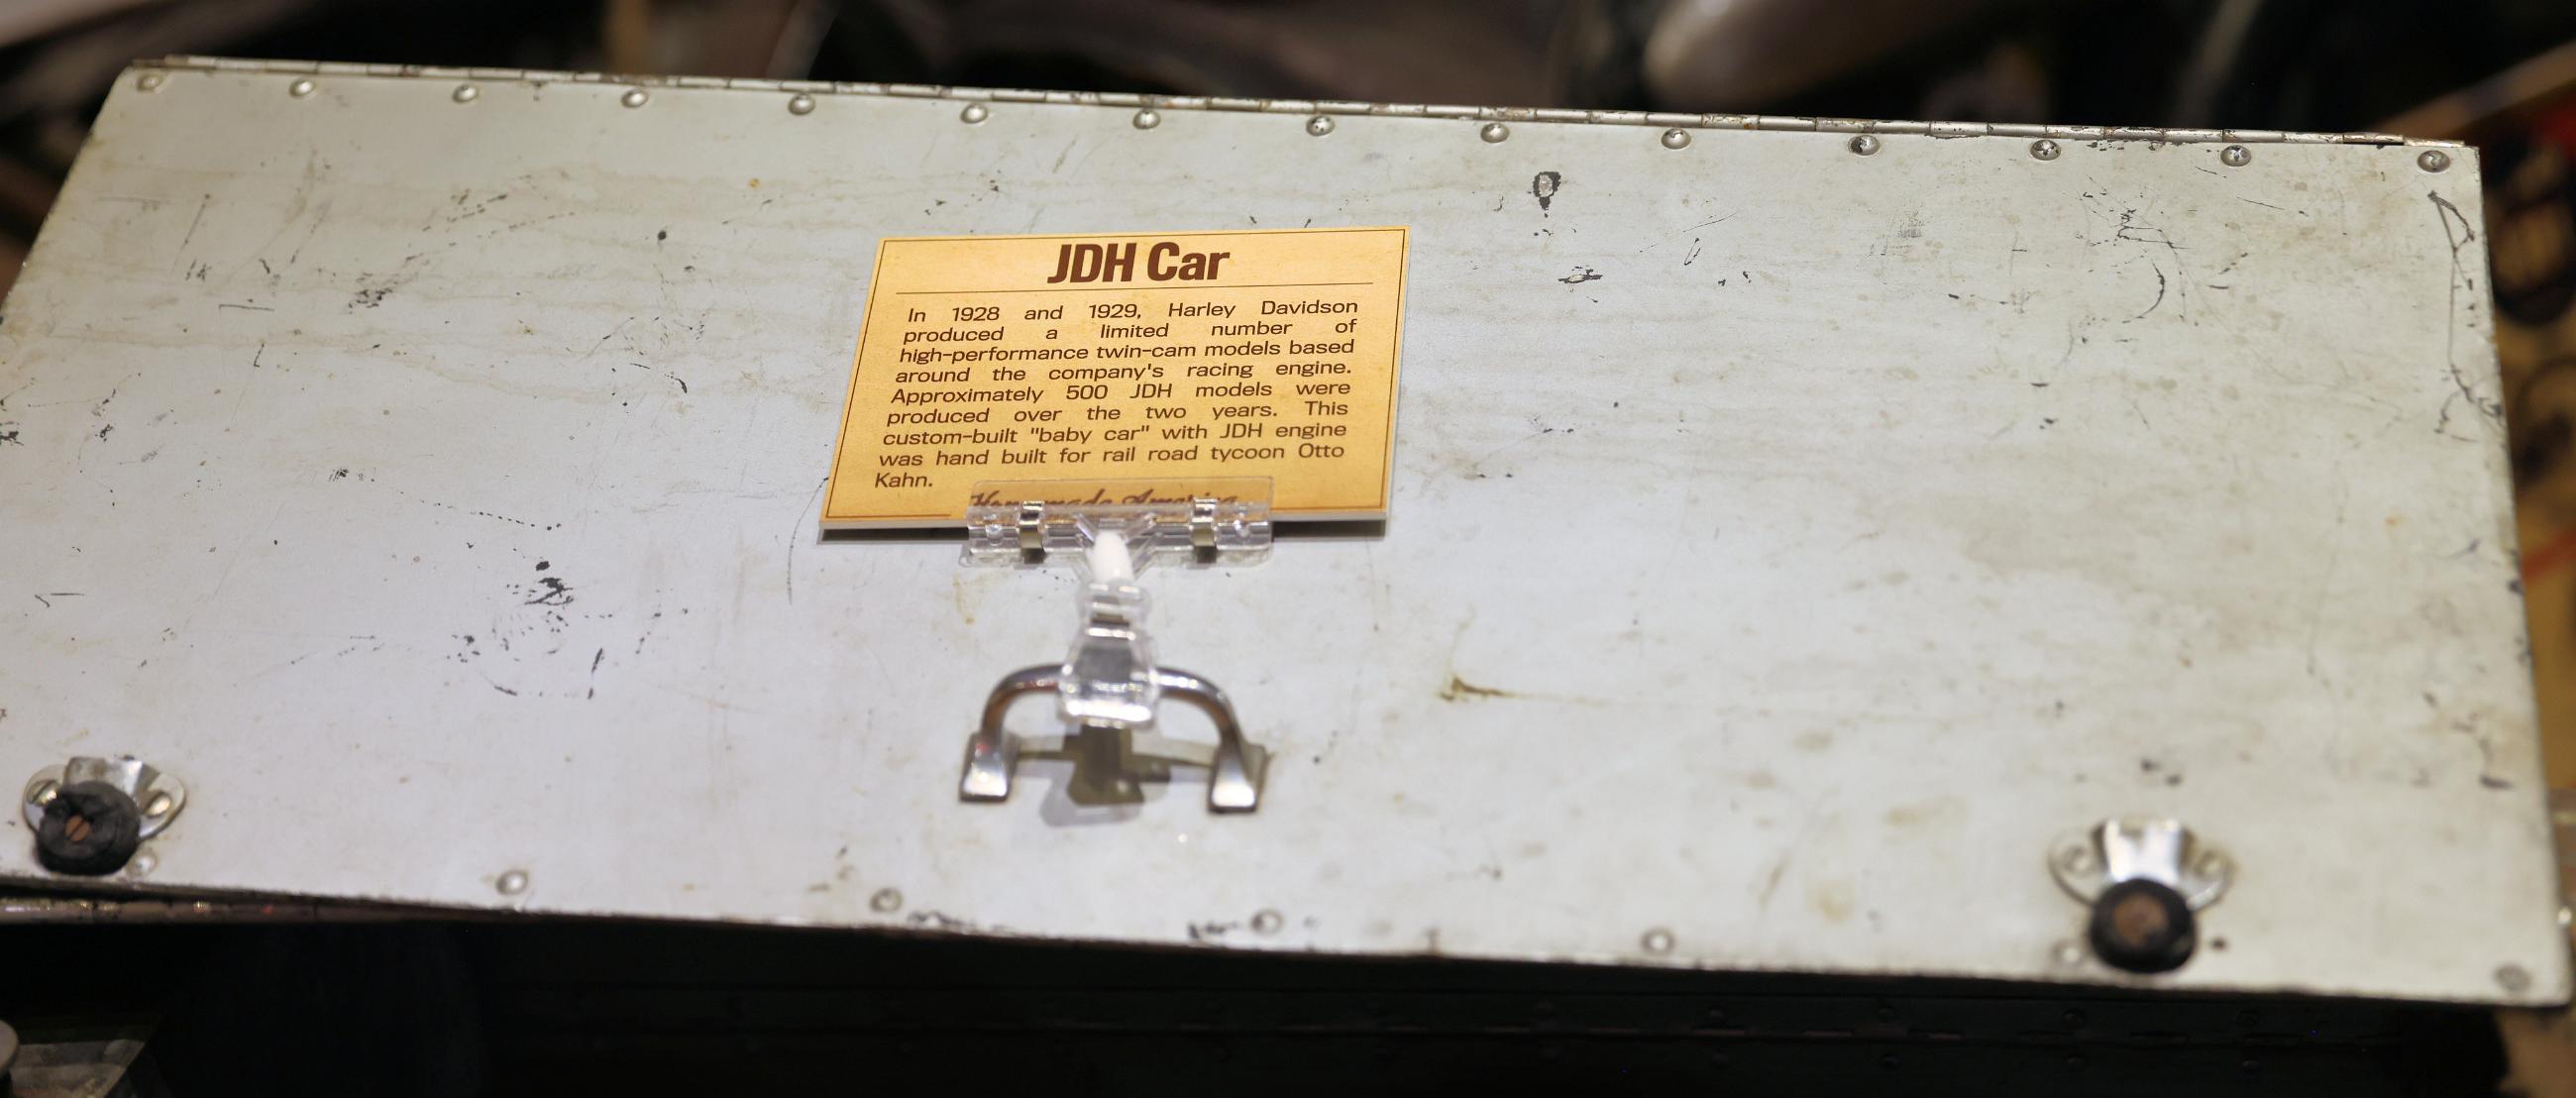 JDH Car
In 1928 and 1929, Harley Davidson
produced a limited number of
high-performance twin-cam models based
around the company's racing engine.
Approximately 500 JDH models were
produced over the two years. This
custom-built "baby car" with JDH engine
was hand built for rail road tycoon Otto
Kahn.
America